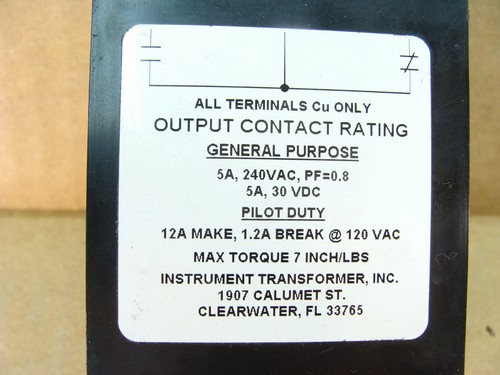 ALL TERMINALS Cu ONLY
OUTPUT CONTACT RATING
GENERAL PURPOSE
5A, 240VAC, PF=0.8
5A, 30 VDC
PILOT DUTY
12A MAKE, 1.2A BREAK @ 120 VAC
MAX TORQUE 7 INCH/LBS
INSTRUMENT TRANSFORMER, INC.
1907 CALUMET ST.
CLEARWATER, FL 33765